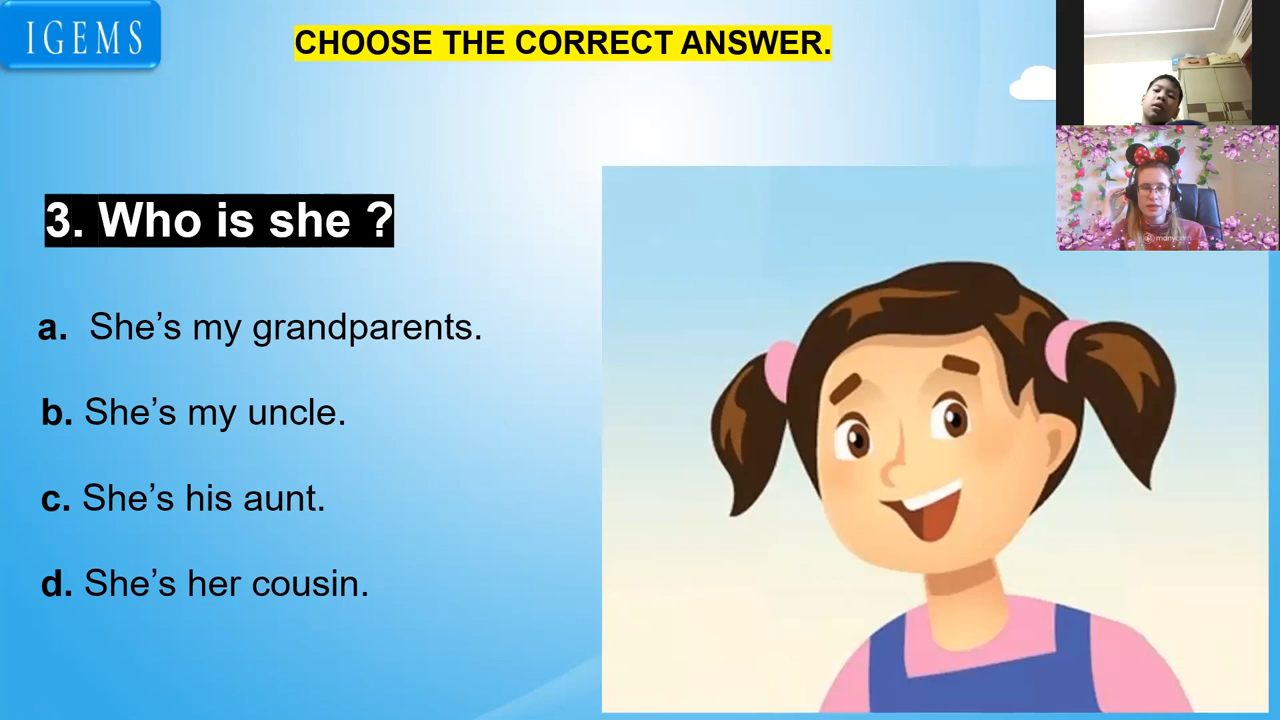 IGEMS
CHOOSE THE CORRECT ANSWER.
3. Who is she ?
a. She's my grandparents.
b. She's my uncle.
c. She's his aunt.
d. She's her cousin.